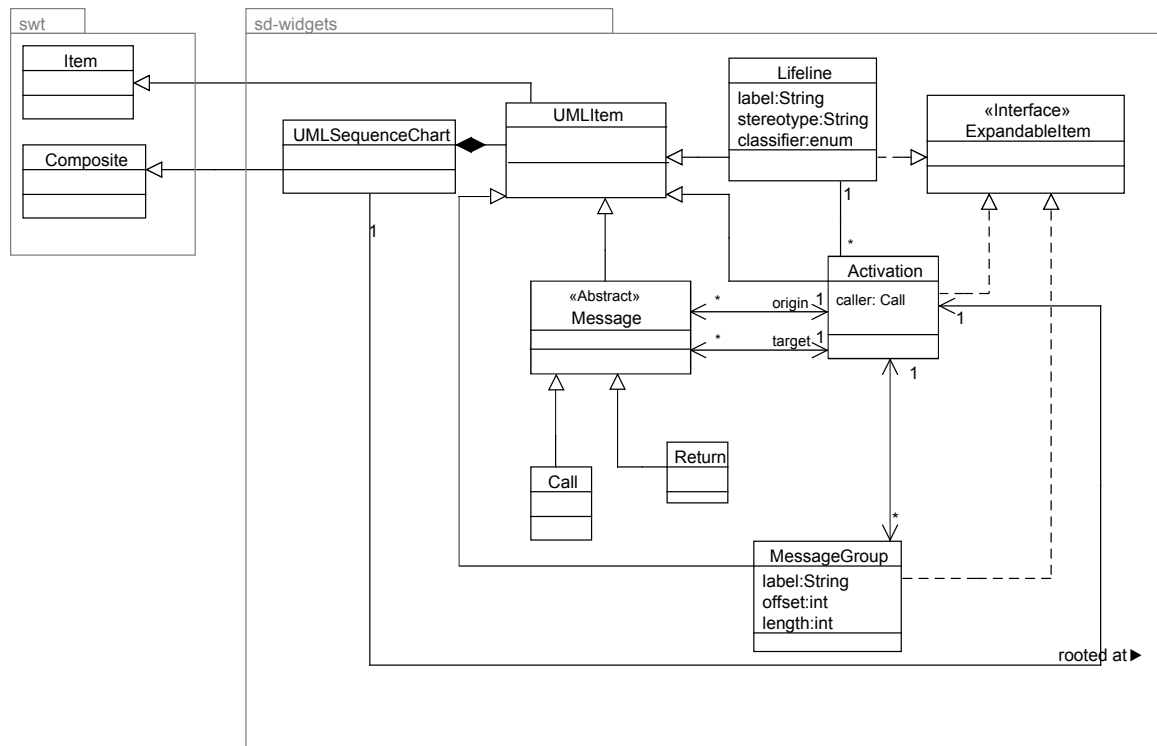 swt
sd-widgets
Item
Lifeline
label:String
stereotype:String
classifier:enum
«Interface»
ExpandableItem
UMLItem
UMLSequenceChart
Composite
1
1
*
Activation
caller: Call
«Abstract»
Message
*
origin
1
1
*
target
1
1
Return
Call
*
MessageGroup
label:String
offset:int
length:int
rooted at ►